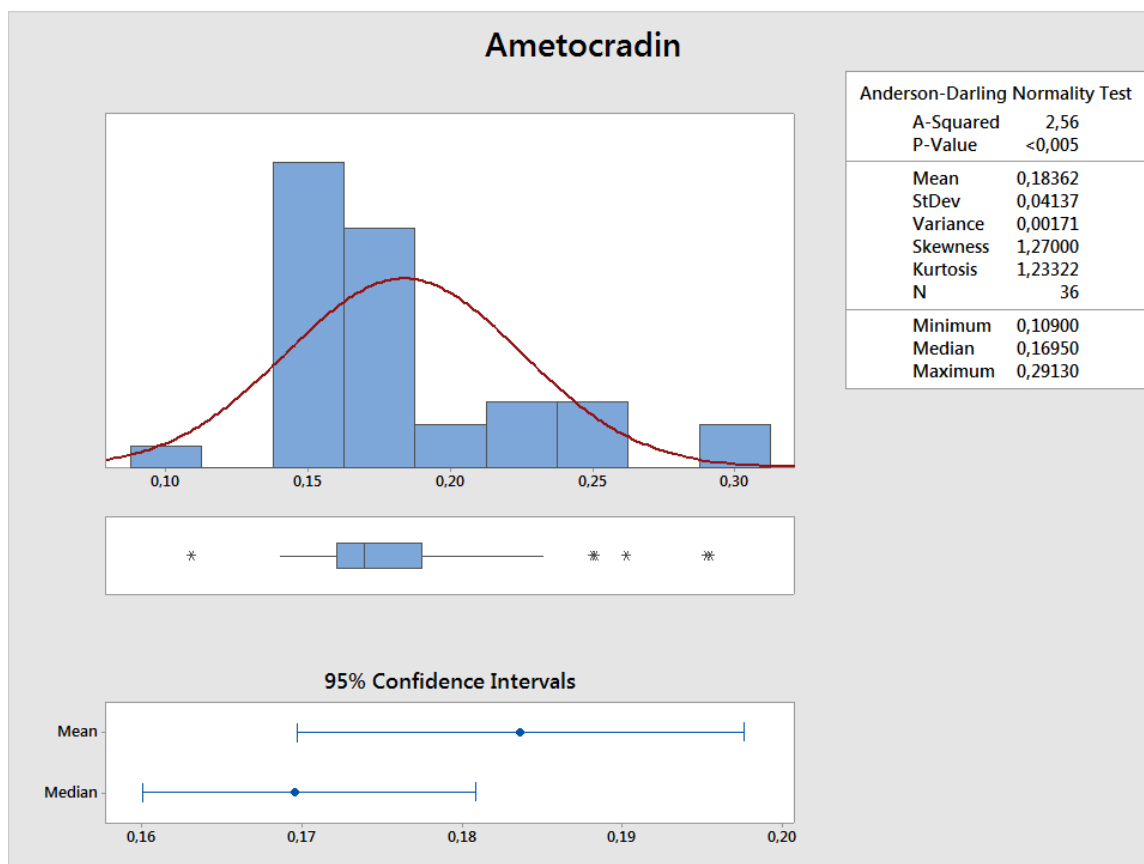 Ametocradin
Anderson-Darling Normality Test
A-Squared 2,56
P-Value <0,005
Mean 0,18362
StDev 0,04137
Variance 0,00171
Skewness 1,27000
Kurtosis 1,23322
N 36
Minimum 0,10900
Median 0,16950
Maximum 0,29130
0,10 0,15 0,20 0,25 0,30
95% Confidence Intervals
Mean
Median
0,16 0,17 0,18 0,19 0,20